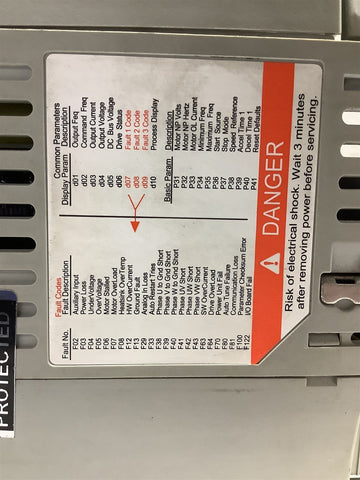 Fault Codes
Fault No. Fault Description
F02 Auxiliary Input
F03 Power Loss
F04 UnderVoltage
F05 OverVoltage
F06 Motor Stalled
F07 Motor Overload
F08 Heatsink OverTemp
F12 HW OverCurrent
F13 Ground Fault
F29 Analog In Loss
F33 Auto Restart Tries
F38 Phase U to Gnd Short
F39 Phase V to Gnd Short
F40 Phase W to Gnd Short
F41 Phase UV Short
F42 Phase UW Short
F43 Phase VW Short
F63 SW OverCurrent
F64 Drive Overload
F70 Power Unit Fail
F80 Auto Tune Failure
F81 Communication Loss
F100 Parameter Checksum Error
F122 I/O Board Fail
Common Parameters
Display Param Description
d01 Output Feq
d02 Command Freq
d03 Output Current
d04 Output Voltage
d05 DC Bus Voltage
d06 Drive Status
d07 Fault 1 Code
d08 Fault 2 Code
d09 Fault 3 Code
d10 Process Display
Basic Param Description
P31 Motor NP Volts
P32 Motor NP Hertz
P33 Motor OL Current
P34 Minimum Freq
P35 Maximum Freq
P36 Start Source
P37 Stop Mode
P38 Speed Reference
P39 Accel Time 1
P40 Decel Time 1
P41 Reset Defaults
DANGER
Risk of electrical shock. Wait 3 minutes
after removing power before servicing.
PROTECTED